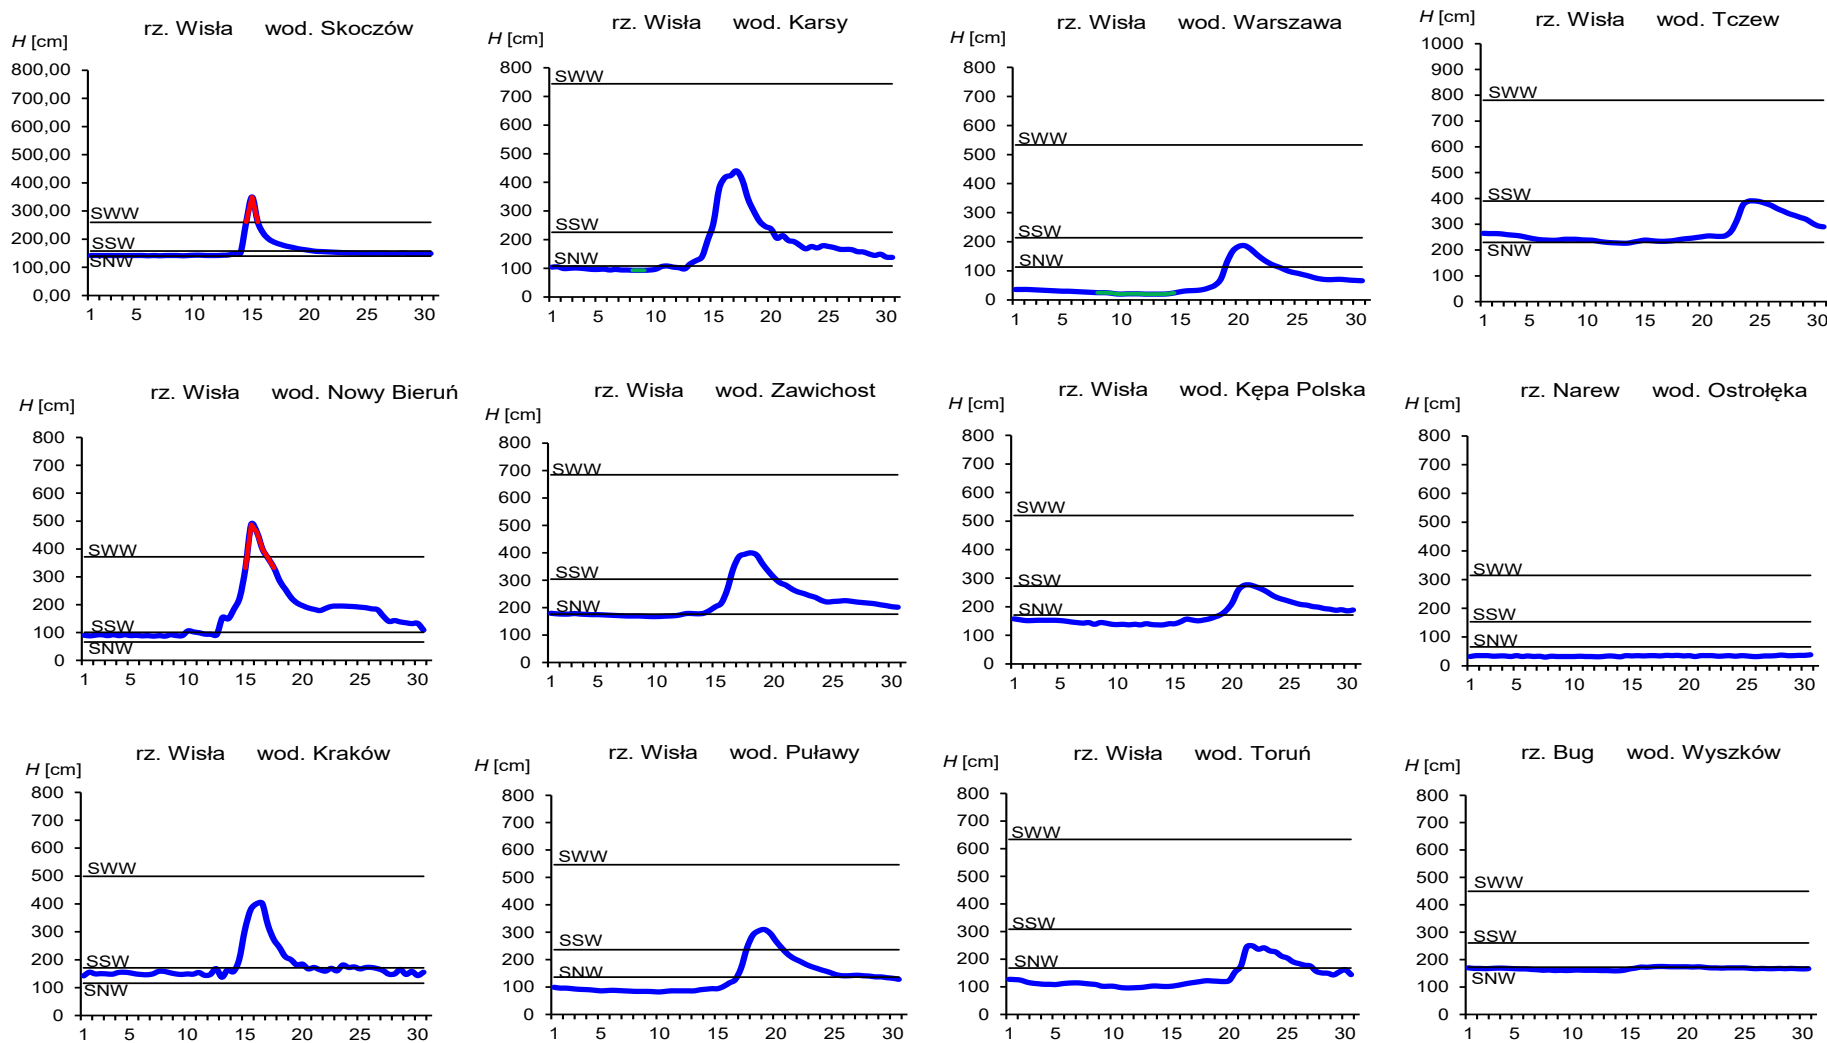 rz. Wisła wod. Skoczów
H [cm]
800,00
700,00
600,00
500,00
400,00
300,00
200,00
100,00
0,00
SWW
SSW
SNW
1 5 10 15 20 25 30
rz. Wisła wod. Karsy
H [cm]
800
700
600
500
400
300
200
100
0
SWW
SSW
SNW
1 5 10 15 20 25 30
rz. Wisła wod. Warszawa
H [cm]
800
700
600
500
400
300
200
100
0
SWW
SSW
SNW
1 5 10 15 20 25 30
rz. Wisła wod. Tczew
H [cm]
1000
900
800
700
600
500
400
300
200
100
0
SWW
SSW
SNW
1 5 10 15 20 25 30
rz. Wisła wod. Nowy Bieruń
H [cm]
800
700
600
500
400
300
200
100
0
SWW
SSW
SNW
1 5 10 15 20 25 30
rz. Wisła wod. Zawichost
H [cm]
800
700
600
500
400
300
200
100
0
SWW
SSW
SNW
1 5 10 15 20 25 30
rz. Wisła wod. Kępa Polska
H [cm]
800
700
600
500
400
300
200
100
0
SWW
SSW
SNW
1 5 10 15 20 25 30
rz. Narew wod. Ostrołęka
H [cm]
800
700
600
500
400
300
200
100
0
SWW
SSW
SNW
1 5 10 15 20 25 30
rz. Wisła wod. Kraków
H [cm]
800
700
600
500
400
300
200
100
0
SWW
SSW
SNW
1 5 10 15 20 25 30
rz. Wisła wod. Puławy
H [cm]
800
700
600
500
400
300
200
100
0
SWW
SSW
SNW
1 5 10 15 20 25 30
rz. Wisła wod. Toruń
H [cm]
800
700
600
500
400
300
200
100
0
SWW
SSW
SNW
1 5 10 15 20 25 30
rz. Bug wod. Wyszków
H [cm]
800
700
600
500
400
300
200
100
0
SWW
SSW
SNW
1 5 10 15 20 25 30